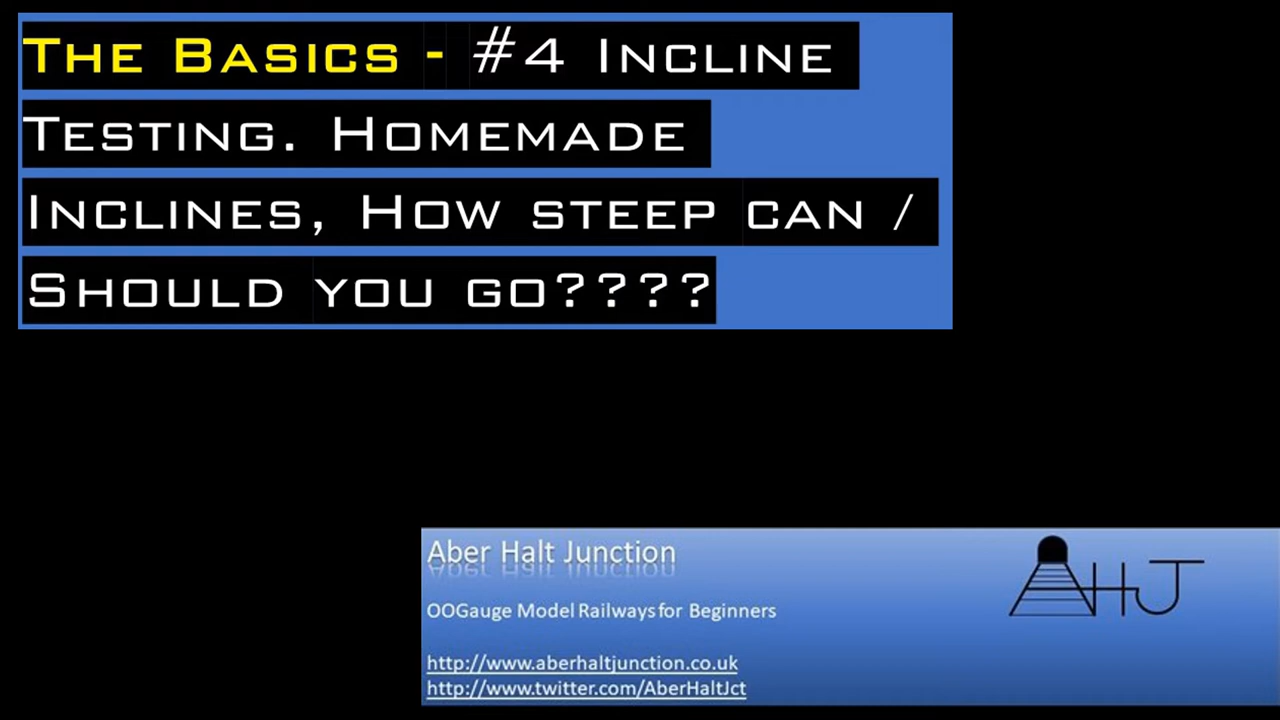 The Basics - #4 Incline
Testing. Homemade
Inclines, How steep can /
Should you go????
Aber Halt Junction
AHJ
OOGauge Model Railways for Beginners
http://www.aberhaltjunction.co.uk
http://www.twitter.com/AberHaltJct